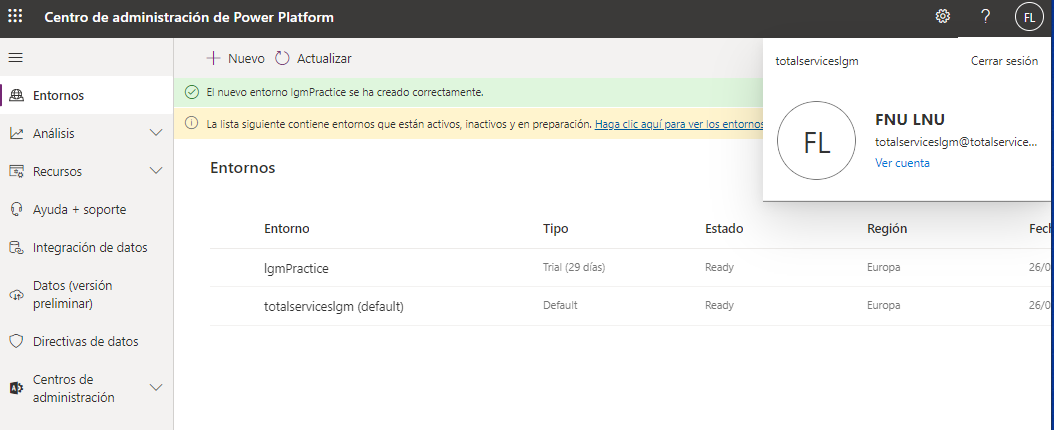 Centro de administración de Power Platform
?
FL
Nuevo
Actualizar
totalserviceslgm
Cerrar sesión
FL
FNU LNU
totalserviceslgm@totalservice...
Ver cuenta
Entornos
Análisis
Recursos
Ayuda + soporte
Integración de datos
Datos (versión
preliminar)
Directivas de datos
Centros de
administración
El nuevo entorno lgmPractice se ha creado correctamente.
La lista siguiente contiene entornos que están activos, inactivos y en preparación. Haga clic aquí para ver los entornos
Entornos
Entorno Tipo Estado Región Fech
lgmPractice Trial (29 días) Ready Europa 26/0
totalserviceslgm (default) Default Ready Europa 26/0